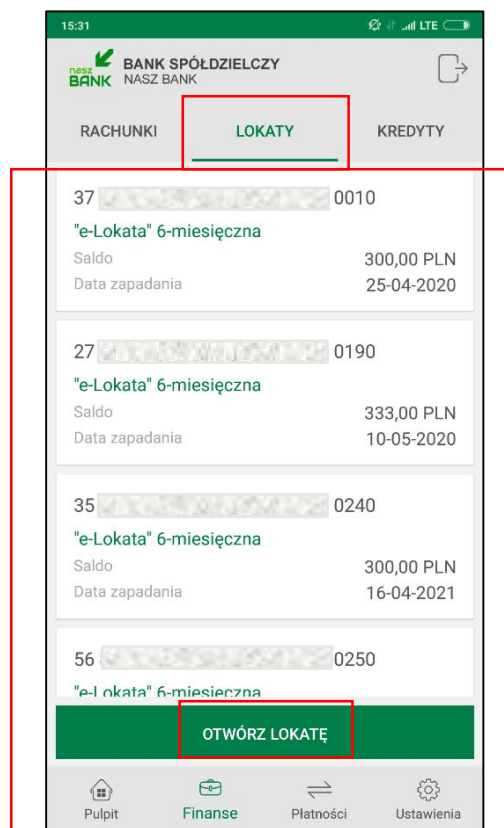 15:31 LTE
nasz BANK BANK SPÓŁDZIELCZY
NASZ BANK
RACHUNKI LOKATY KREDYTY
37 0010
"e-Lokata" 6-miesięczna
Saldo 300,00 PLN
Data zapadania 25-04-2020
27 0190
"e-Lokata" 6-miesięczna
Saldo 333,00 PLN
Data zapadania 10-05-2020
35 0240
"e-Lokata" 6-miesięczna
Saldo 300,00 PLN
Data zapadania 16-04-2021
56 0250
"e-Lokata" 6-miesięczna
OTWÓRZ LOKATĘ
Pulpit Finanse Płatności Ustawienia